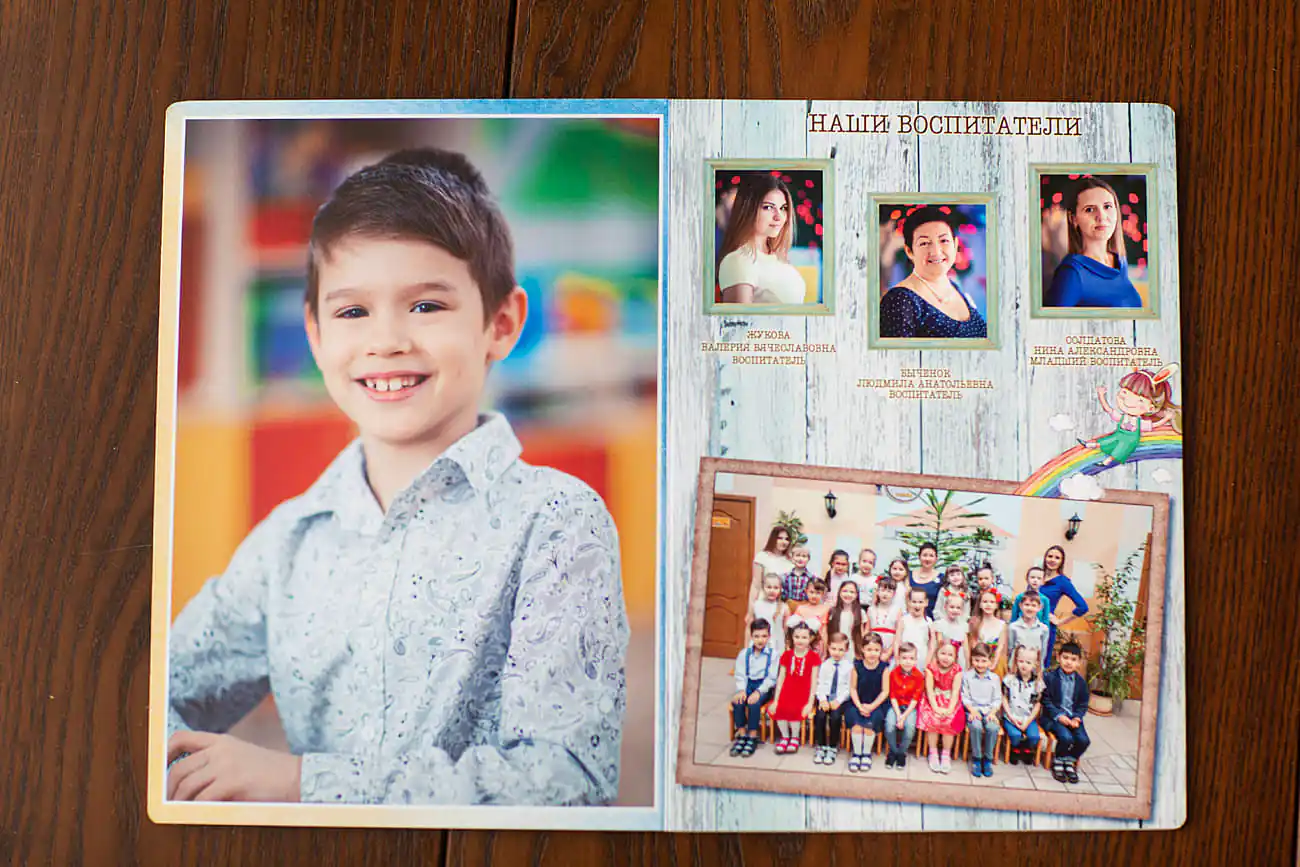 НАШИ ВОСПИТАТЕЛИ
ЖУКОВА
ВАЛЕРИЯ ВЯЧЕСЛАВОВНА
ВОСПИТАТЕЛЬ
БЫЧЕНОК
ЛЮДМИЛА АНАТОЛЬЕВНА
ВОСПИТАТЕЛЬ
СОЛДАТОВА
НИНА АЛЕКСАНДРОВНА
МЛАДШИЙ ВОСПИТАТЕЛЬ